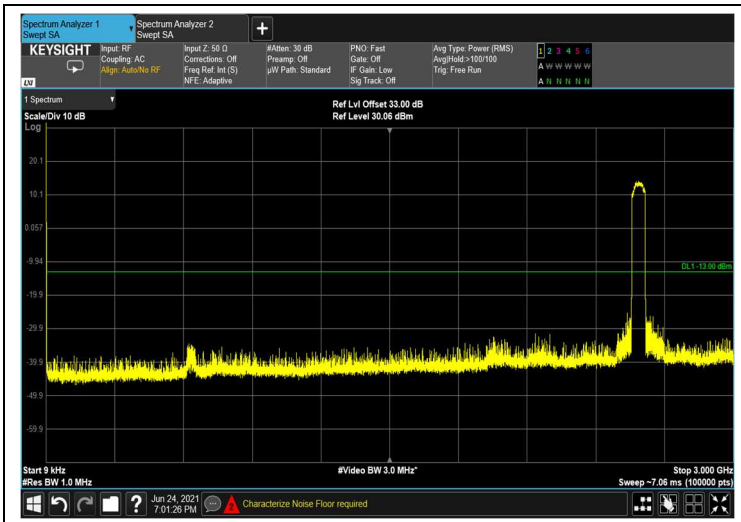 Spectrum Analyzer 1
Swept SA
Spectrum Analyzer 2
Swept SA
+
KEYSIGHT
LXI
Input: RF
Coupling: AC
Align: Auto/No RF
Input Z: 50 Ω
Corrections: Off
Freq Ref: Int (S)
NFE: Adaptive
#Atten: 30 dB
Preamp: Off
µW Path: Standard
PNO: Fast
Gate: Off
IF Gain: Low
Sig Track: Off
Avg Type: Power (RMS)
Avg|Hold:>100/100
Trig: Free Run
1 2 3 4 5 6
A W W W W W
A N N N N N
1 Spectrum
Scale/Div 10 dB
Ref Lvl Offset 33.00 dB
Ref Level 30.06 dBm
Log
20.1
10.1
0.057
-9.94
DL1 -13.00 dBm
-19.9
-29.9
-39.9
-49.9
-59.9
Start 9 kHz
#Video BW 3.0 MHz*
Stop 3.000 GHz
#Res BW 1.0 MHz
Sweep ~7.06 ms (100000 pts)
?
Jun 24, 2021
7:01:26 PM
2
Characterize Noise Floor required